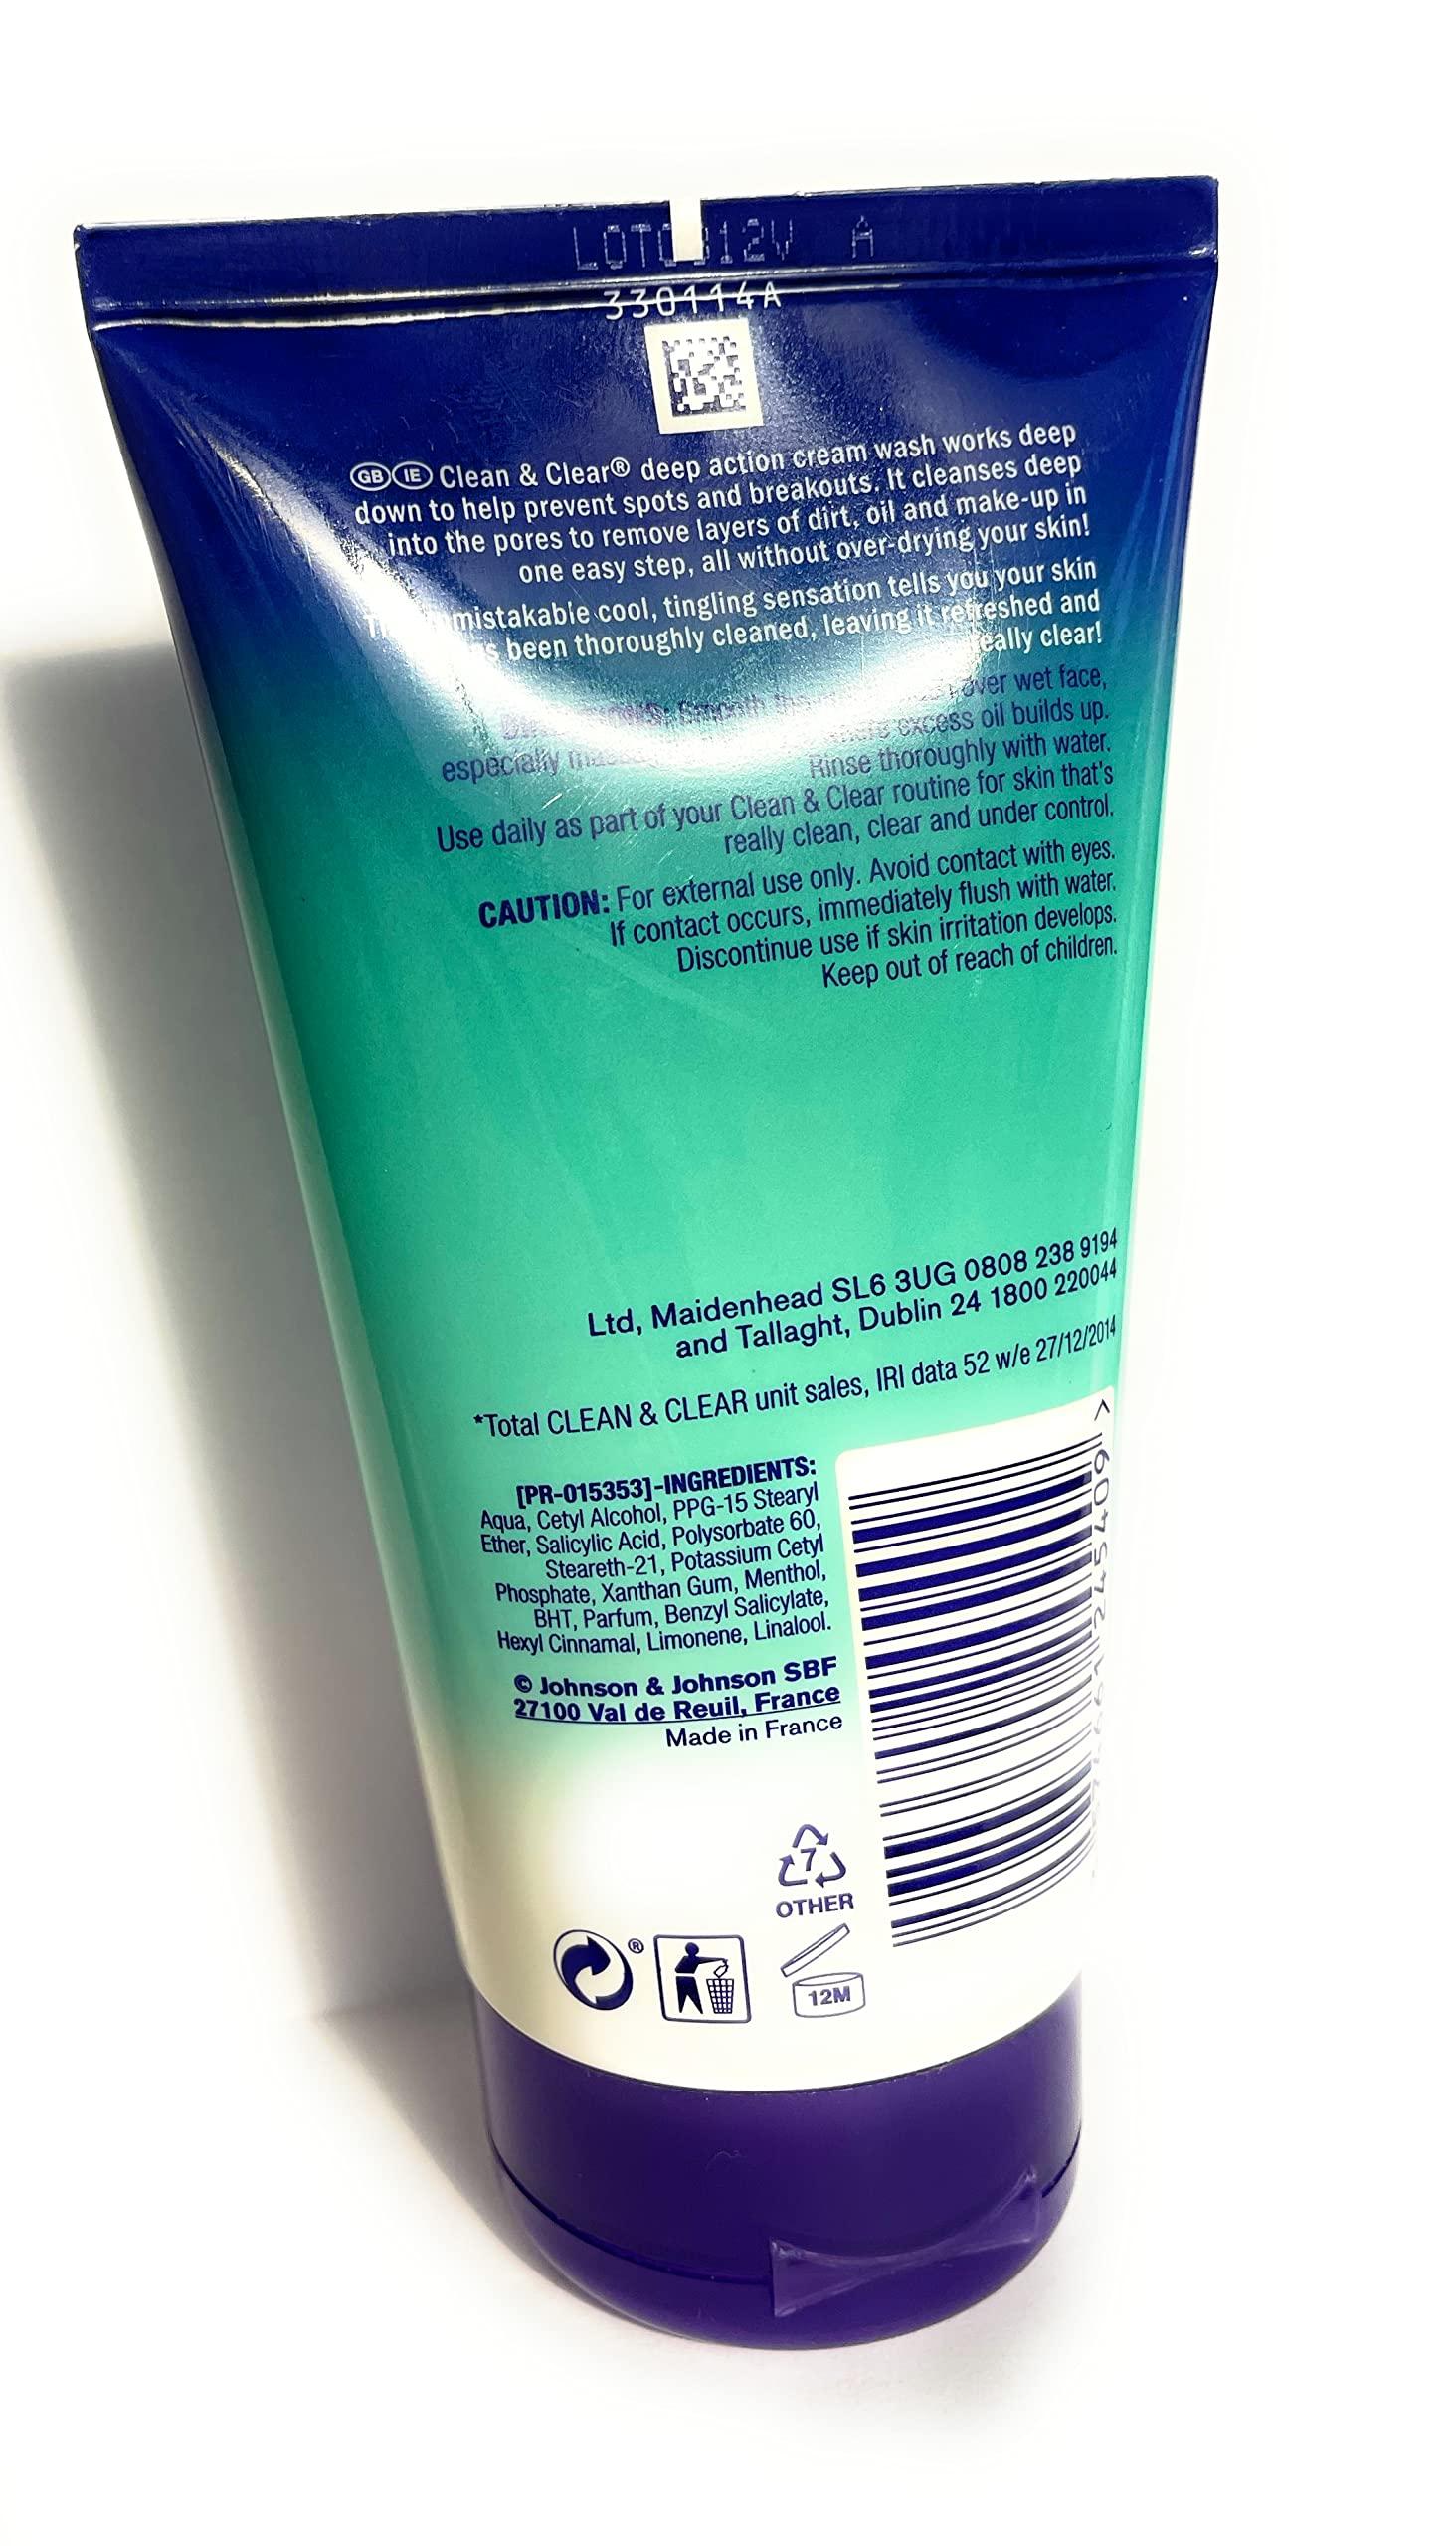 A
330114A
GB IE Clean & Clear® deep action cream wash works deep
down to help prevent spots and breakouts. It cleanses deep
into the pores to remove layers of dirt, oil and make-up in
one easy step, all without over-drying your skin!
cool, tingling sensation tells you your skin
been thoroughly cleaned, leaving it refreshed and
clear!
over wet face,
especially excess oil builds up.
Rinse thoroughly with water.
Use daily as part of your Clean & Clear routine for skin that's
really clean, clear and under control.
CAUTION: For external use only. Avoid contact with eyes.
If contact occurs, immediately flush with water.
Discontinue use if skin irritation develops.
Keep out of reach of children.
Ltd, Maidenhead SL6 3UG 0808 238 9194
and Tallaght, Dublin 24 1800 220044
*Total CLEAN & CLEAR unit sales, IRI data 52 w/e 27/12/2014
[PR-015353]-INGREDIENTS:
Aqua, Cetyl Alcohol, PPG-15 Stearyl
Ether, Salicylic Acid, Polysorbate 60,
Steareth-21, Potassium Cetyl
Phosphate, Xanthan Gum, Menthol,
BHT, Parfum, Benzyl Salicylate,
Hexyl Cinnamal, Limonene, Linalool.
© Johnson & Johnson SBF
27100 Val de Reuil, France
Made in France
7
OTHER
®
12M